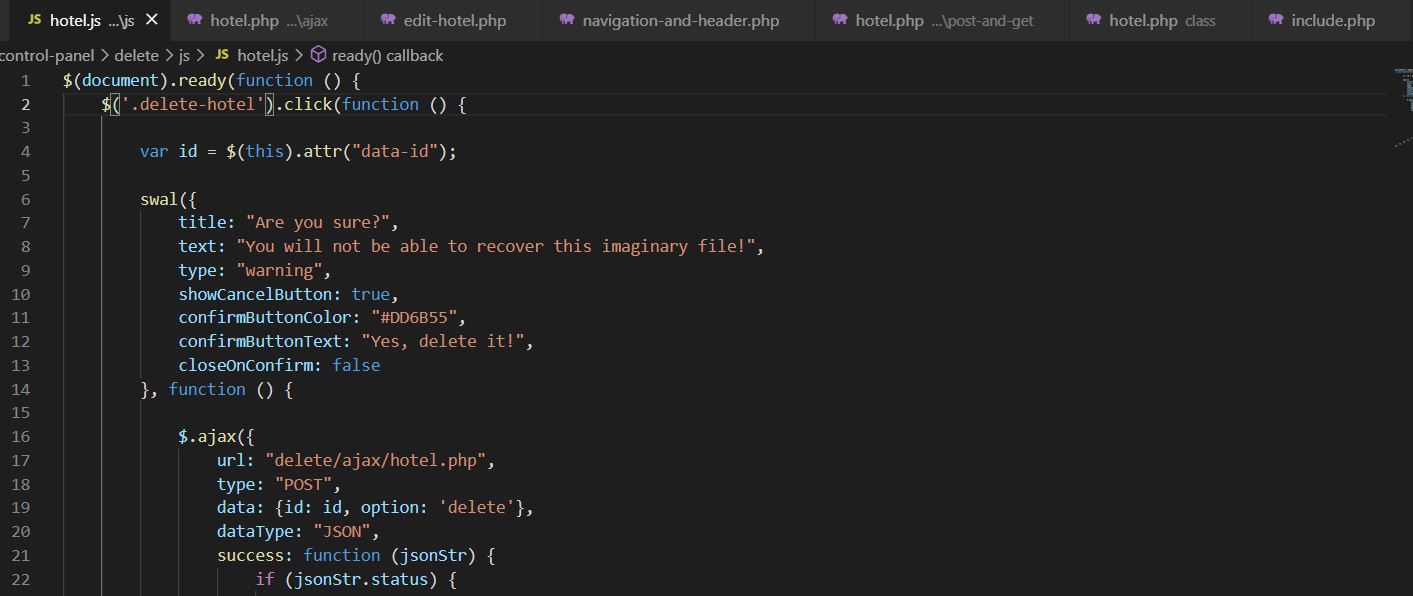 JS hotel.js ...\js × hotel.php ...\ajax edit-hotel.php navigation-and-header.php hotel.php ...\post-and-get hotel.php class include.php
control-panel > delete > js > JS hotel.js > ready() callback
1 $(document).ready(function () {
2 $('.delete-hotel').click(function () {
3
4 var id = $(this).attr("data-id");
5
6 swal({
7 title: "Are you sure?",
8 text: "You will not be able to recover this imaginary file!",
9 type: "warning",
10 showCancelButton: true,
11 confirmButtonColor: "#DD6B55",
12 confirmButtonText: "Yes, delete it!",
13 closeOnConfirm: false
14 }, function () {
15
16 $.ajax({
17 url: "delete/ajax/hotel.php",
18 type: "POST",
19 data: {id: id, option: 'delete'},
20 dataType: "JSON",
21 success: function (jsonStr) {
22 if (jsonStr.status) {